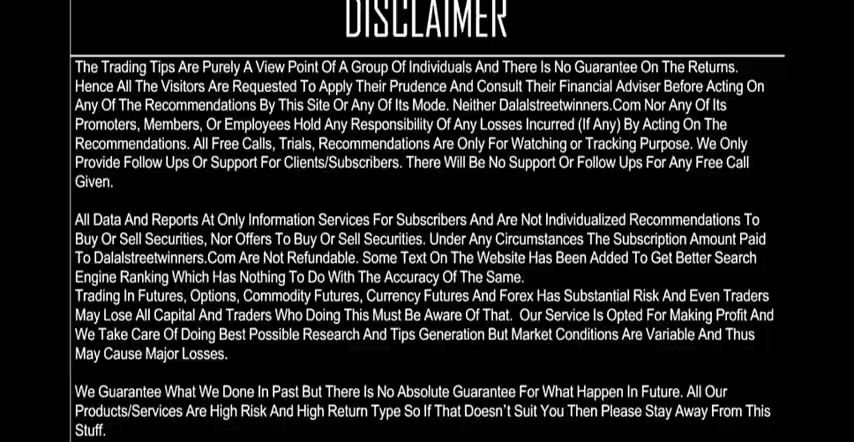 DISCLAIMER
The Trading Tips Are Purely A View Point Of A Group Of Individuals And There Is No Guarantee On The Returns.
Hence All The Visitors Are Requested To Apply Their Prudence And Consult Their Financial Adviser Before Acting On
Any Of The Recommendations By This Site Or Any Of Its Mode. Neither Dalalstreetwinners.Com Nor Any Of Its
Promoters, Members, Or Employees Hold Any Responsibility Of Any Losses Incurred (If Any) By Acting On The
Recommendations. All Free Calls, Trials, Recommendations Are Only For Watching or Tracking Purpose. We Only
Provide Follow Ups Or Support For Clients/Subscribers. There Will Be No Support Or Follow Ups For Any Free Call
Given.
All Data And Reports At Only Information Services For Subscribers And Are Not Individualized Recommendations To
Buy Or Sell Securities, Nor Offers To Buy Or Sell Securities. Under Any Circumstances The Subscription Amount Paid
To Dalalstreetwinners.Com Are Not Refundable. Some Text On The Website Has Been Added To Get Better Search
Engine Ranking Which Has Nothing To Do With The Accuracy Of The Same.
Trading In Futures, Options, Commodity Futures, Currency Futures And Forex Has Substantial Risk And Even Traders
May Lose All Capital And Traders Who Doing This Must Be Aware Of That. Our Service Is Opted For Making Profit And
We Take Care Of Doing Best Possible Research And Tips Generation But Market Conditions Are Variable And Thus
May Cause Major Losses.
We Guarantee What We Done In Past But There Is No Absolute Guarantee For What Happen In Future. All Our
Products/Services Are High Risk And High Return Type So If That Doesn't Suit You Then Please Stay Away From This
Stuff.